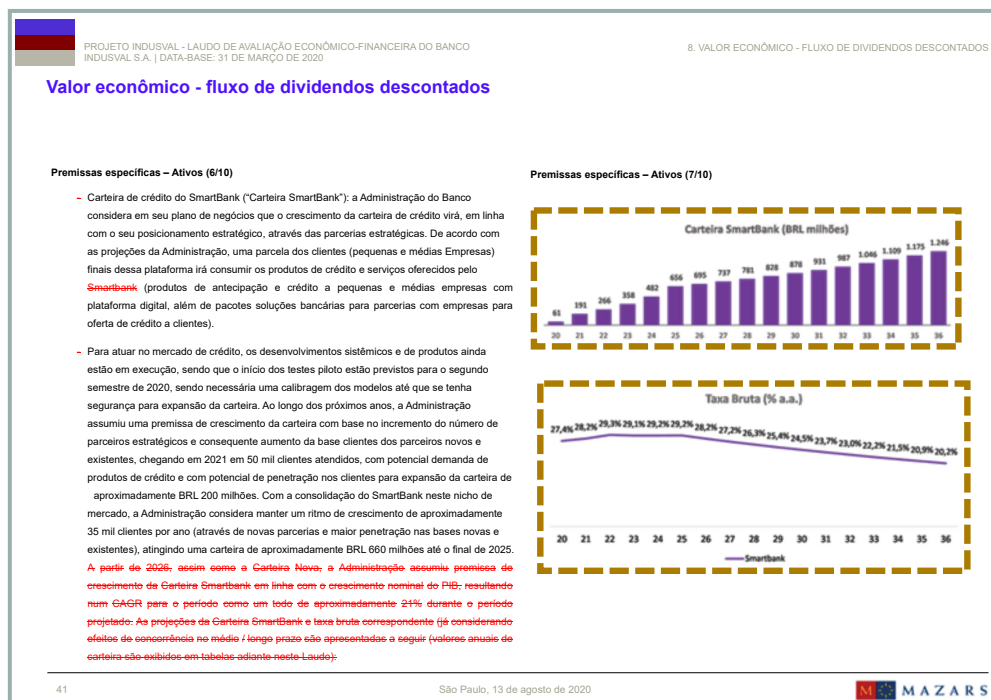 PROJETO INDUSVAL - LAUDO DE AVALIAÇÃO ECONÔMICO-FINANCEIRA DO BANCO
INDUSVAL S.A. | DATA-BASE: 31 DE MARÇO DE 2020
8. VALOR ECONÔMICO - FLUXO DE DIVIDENDOS DESCONTADOS
Valor econômico - fluxo de dividendos descontados
Premissas específicas – Ativos (6/10)
- Carteira de crédito do SmartBank (“Carteira SmartBank”): a Administração do Banco
considera em seu plano de negócios que o crescimento da carteira de crédito virá, em linha
com o seu posicionamento estratégico, através das parcerias estratégicas. De acordo com
as projeções da Administração, uma parcela dos clientes (pequenas e médias Empresas)
finais dessa plataforma irá consumir os produtos de crédito e serviços oferecidos pelo
Smartbank (produtos de antecipação e crédito a pequenas e médias empresas com
plataforma digital, além de pacotes soluções bancárias para parcerias com empresas para
oferta de crédito a clientes).
- Para atuar no mercado de crédito, os desenvolvimentos sistêmicos e de produtos ainda
estão em execução, sendo que o início dos testes piloto estão previstos para o segundo
semestre de 2020, sendo necessária uma calibragem dos modelos até que se tenha
segurança para expansão da carteira. Ao longo dos próximos anos, a Administração
assumiu uma premissa de crescimento da carteira com base no incremento do número de
parceiros estratégicos e consequente aumento da base clientes dos parceiros novos e
existentes, chegando em 2021 em 50 mil clientes atendidos, com potencial demanda de
produtos de crédito e com potencial de penetração nos clientes para expansão da carteira de
aproximadamente BRL 200 milhões. Com a consolidação do SmartBank neste nicho de
mercado, a Administração considera manter um ritmo de crescimento de aproximadamente
35 mil clientes por ano (através de novas parcerias e maior penetração nas bases novas e
existentes), atingindo uma carteira de aproximadamente BRL 660 milhões até o final de 2025.
A partir de 2026, assim como a Carteira Nova, a Administração assumiu premissa de
crescimento da Carteira Smartbank em linha com o crescimento nominal do PIB, resultando
num CAGR para o período como um todo de aproximadamente 21% durante o período
projetado. As projeções da Carteira SmartBank e taxa bruta correspondente (já considerando
efeitos de concorrência no médio / longo prazo são apresentadas a seguir (valores anuais de
carteira são exibidos em tabelas adiante neste Laudo):
Premissas específicas – Ativos (7/10)
Carteira SmartBank (BRL milhões)
61 191 266 358 482 656 695 737 781 828 878 931 987 1.046 1.109 1.175 1.246
20 21 22 23 24 25 26 27 28 29 30 31 32 33 34 35 36
Taxa Bruta (% a.a.)
27,4% 28,2% 29,3% 29,1% 29,2% 29,2% 28,2% 27,2% 26,3% 25,4% 24,5% 23,7% 23,0% 22,2% 21,5% 20,9% 20,2%
20 21 22 23 24 25 26 27 28 29 30 31 32 33 34 35 36
Smartbank
41
São Paulo, 13 de agosto de 2020
M MAZARS